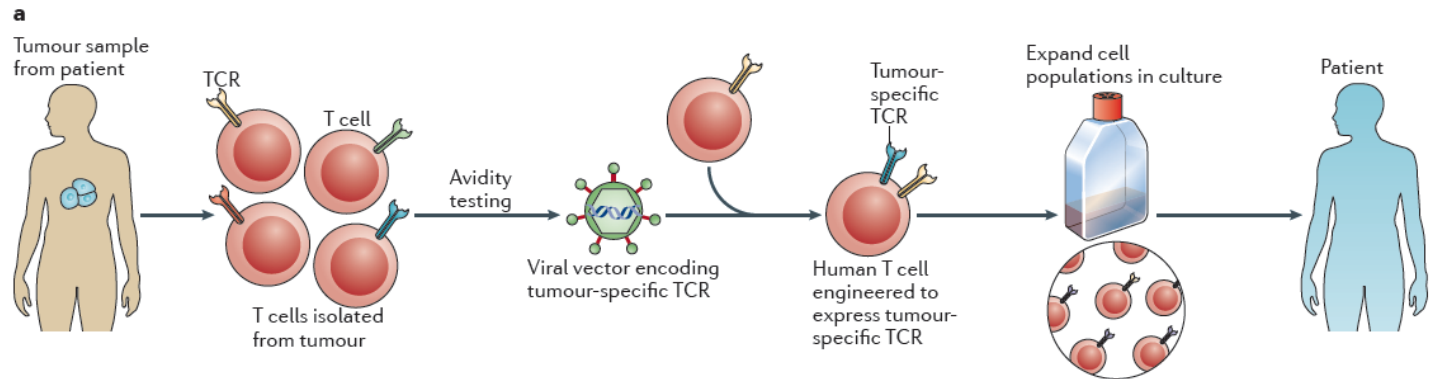 a
Tumour sample
from patient
TCR
T cell
T cells isolated
from tumour
Avidity
testing
Viral vector encoding
tumour-specific TCR
Tumour-
specific
TCR
Human T cell
engineered to
express tumour-
specific TCR
Expand cell
populations in culture
Patient